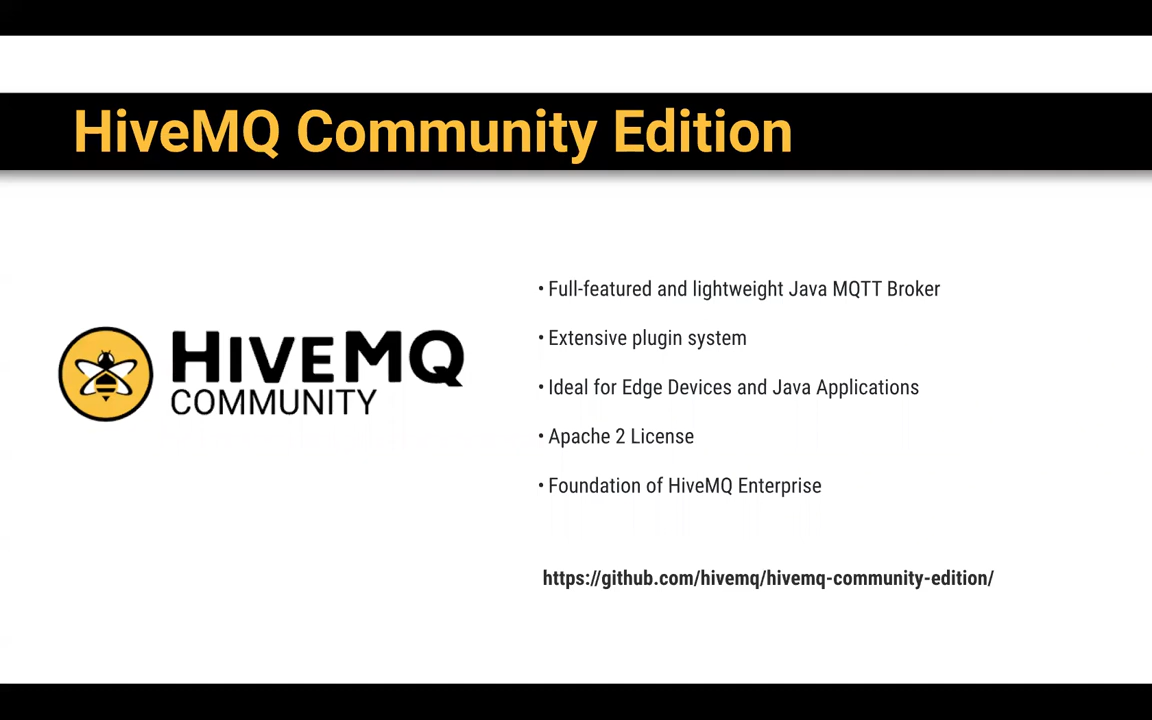 HiveMQ Community Edition
HIVEMQ
COMMUNITY
• Full-featured and lightweight Java MQTT Broker
• Extensive plugin system
• Ideal for Edge Devices and Java Applications
• Apache 2 License
• Foundation of HiveMQ Enterprise
https://github.com/hivemq/hivemq-community-edition/